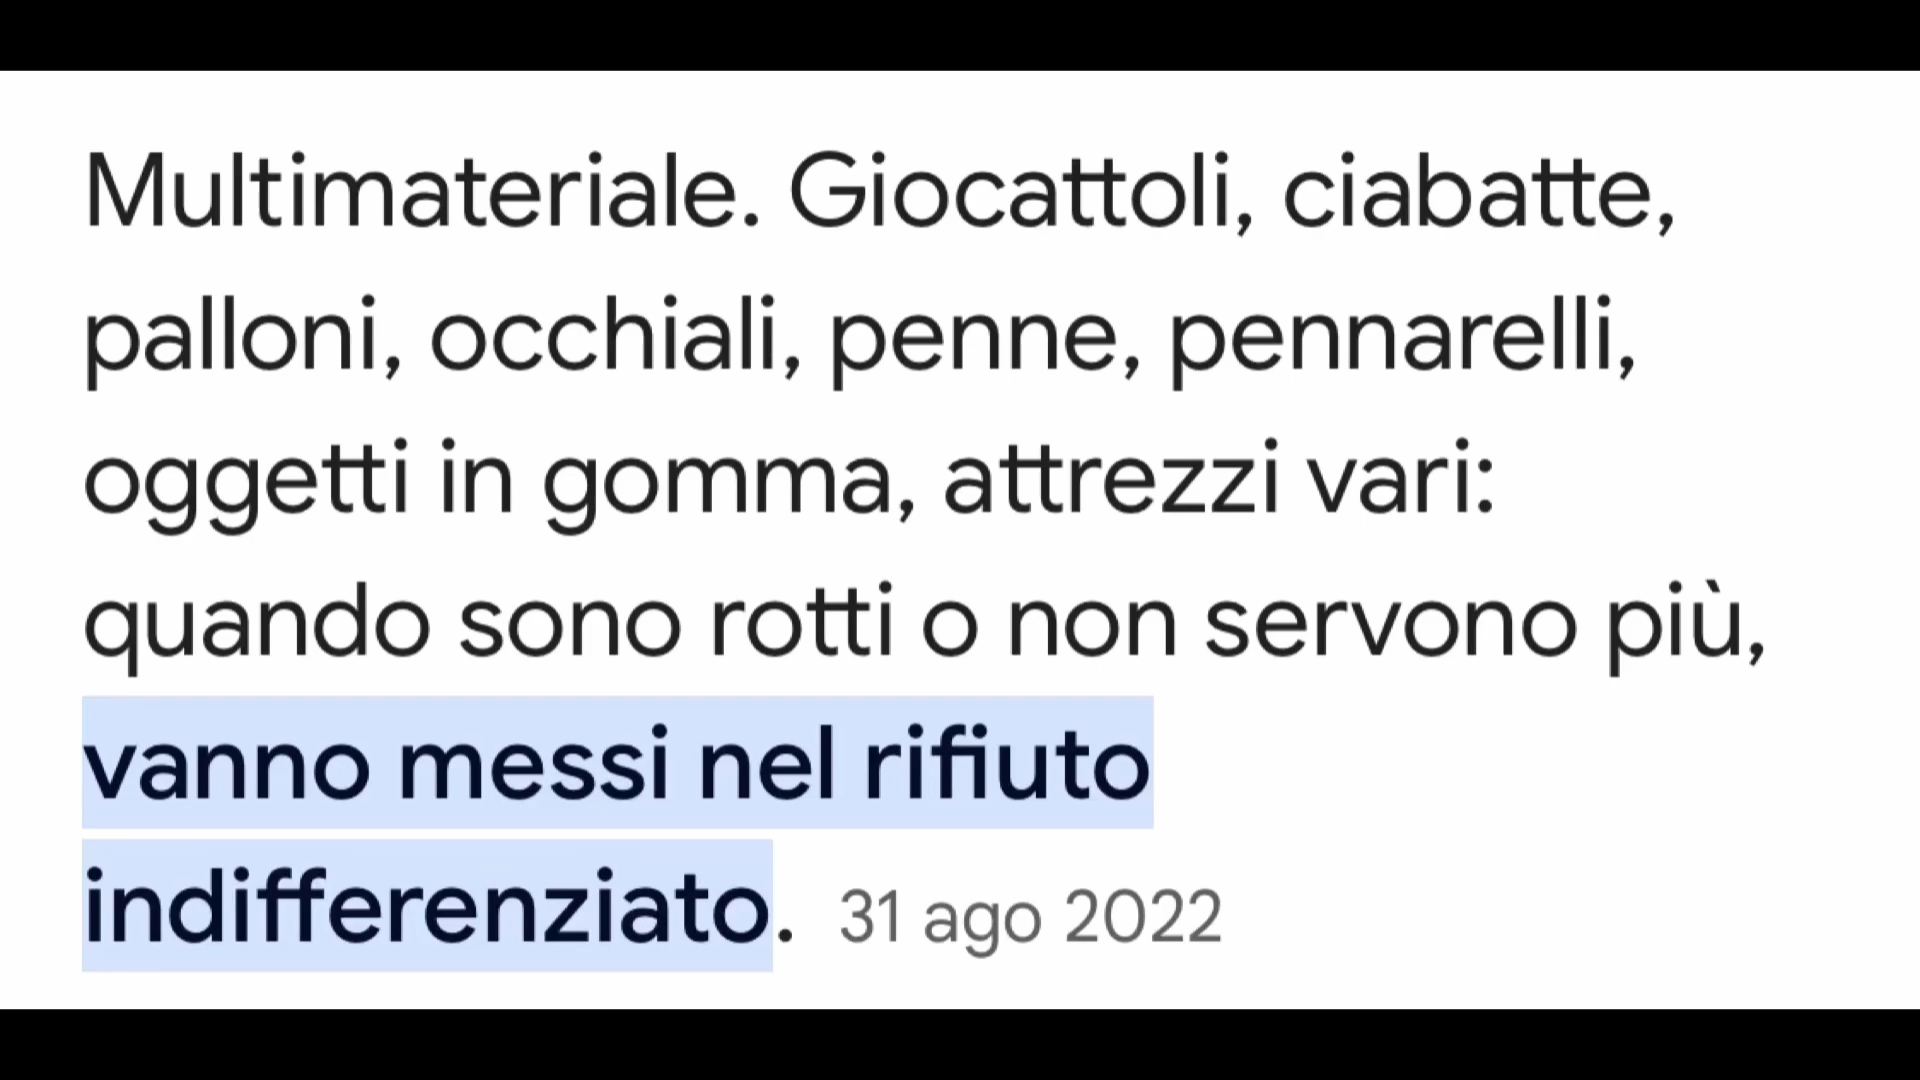 Multimateriale. Giocattoli, ciabatte,
palloni, occhiali, penne, pennarelli,
oggetti in gomma, attrezzi vari:
quando sono rotti o non servono più,
vanno messi nel rifiuto
indifferenziato. 31 ago 2022